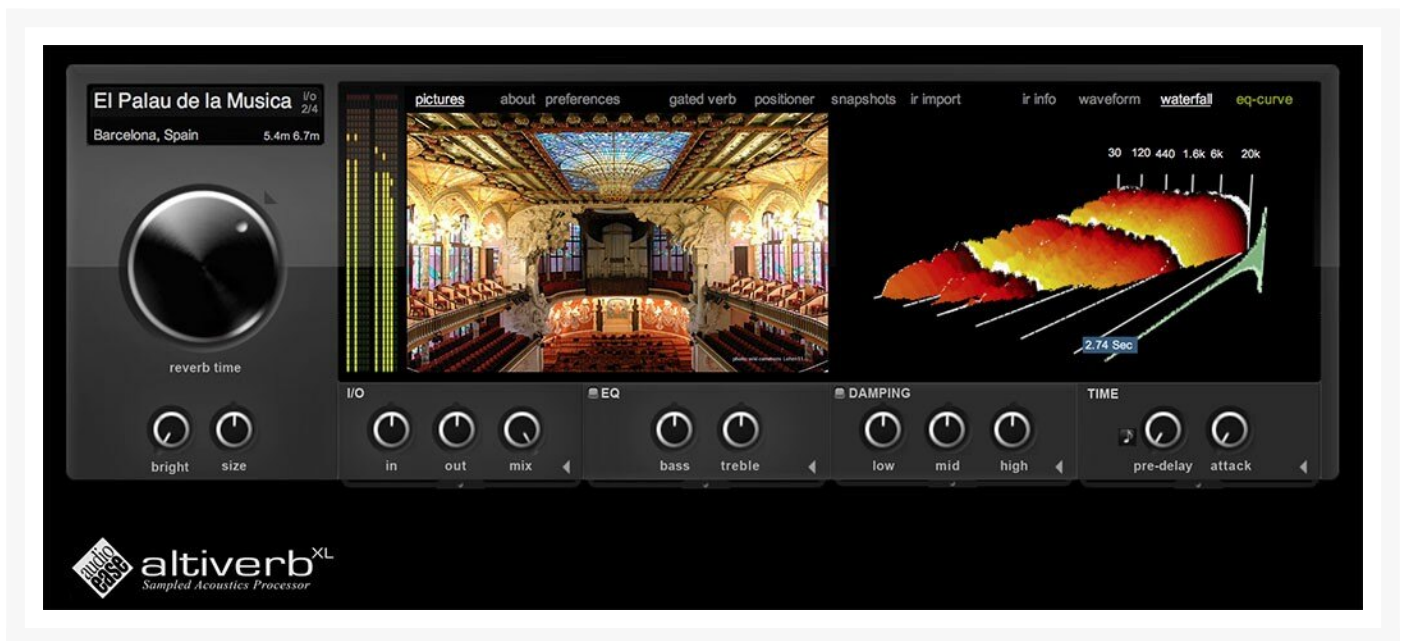 El Palau de la Musica i/o 2/4
Barcelona, Spain 5.4m 6.7m
reverb time
bright size
pictures about preferences gated verb positioner snapshots ir import ir info waveform waterfall eq-curve
30 120 440 1.6k 6k 20k
2.74 Sec
I/O
in out mix
EQ
bass treble
DAMPING
low mid high
TIME
pre-delay attack
audio
ease
altiverb XL
Sampled Acoustics Processor